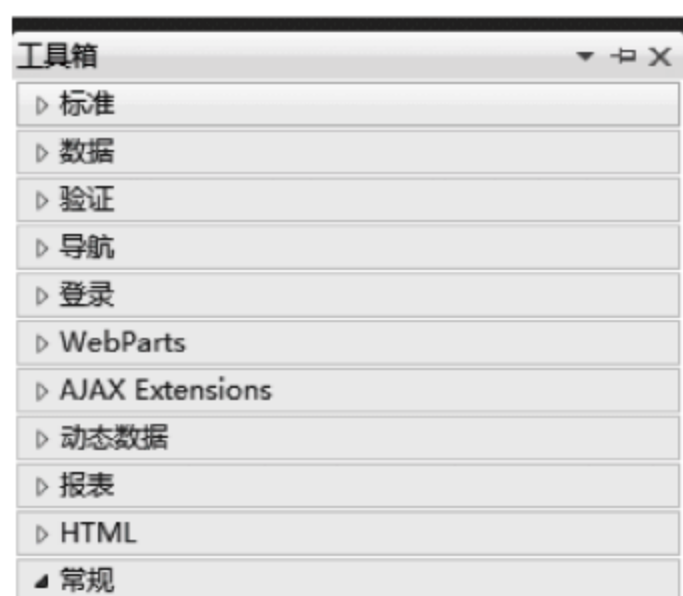 工具箱
标准
数据
验证
导航
登录
WebParts
AJAX Extensions
动态数据
报表
HTML
常规